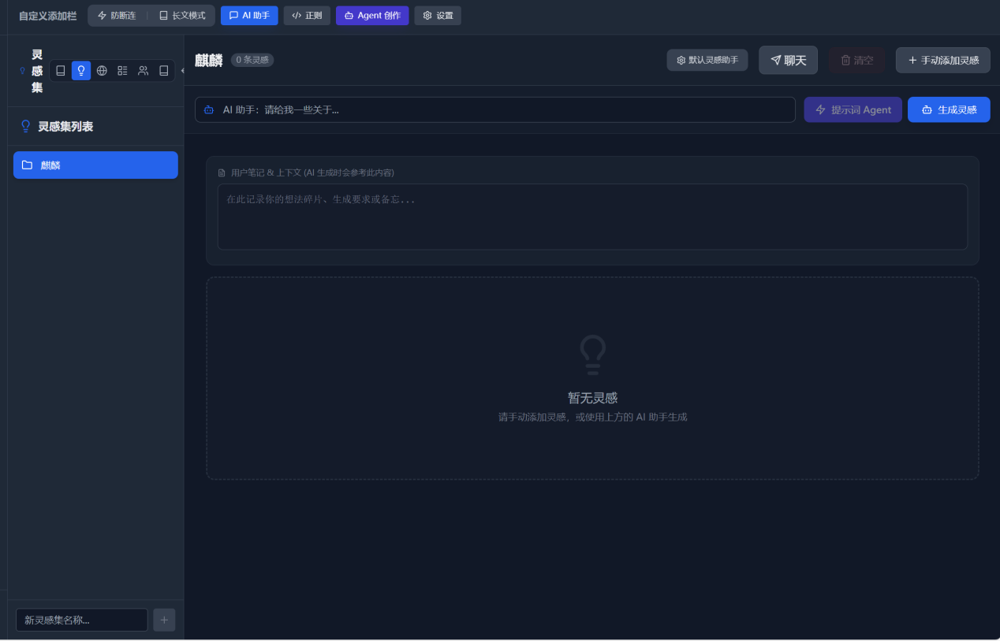 自定义添加栏 防断连 长文模式 AI 助手 正则 Agent 创作 设置
灵感集
麒麟 0 条灵感 默认灵感助手 聊天 清空 手动添加灵感
AI 助手：请给我一些关于... 提示词 Agent 生成灵感
灵感集列表
麒麟
用户笔记 & 上下文 (AI 生成时会参考此内容)
在此记录你的想法碎片、生成要求或备忘...
暂无灵感
请手动添加灵感，或使用上方的 AI 助手生成
新灵感集名称...